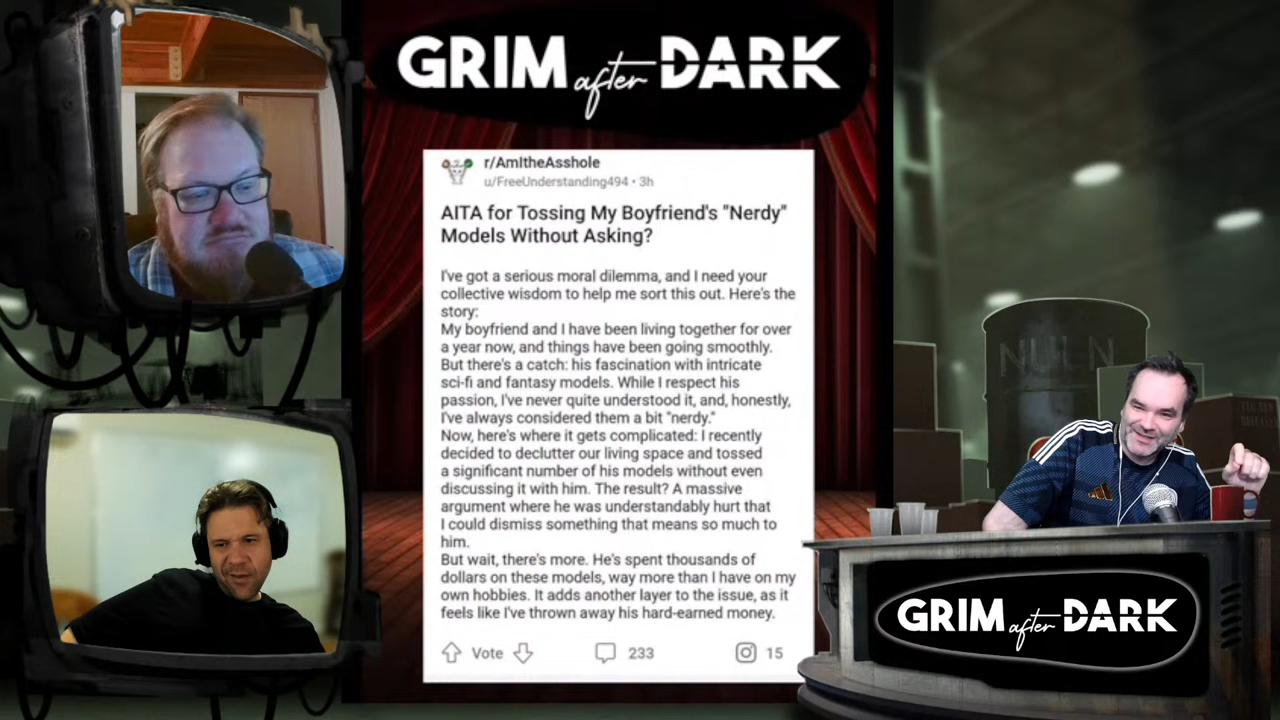 GRIM after DARK
r/AmItheAsshole
u/FreeUnderstanding494 • 3h
AITA for Tossing My Boyfriend's "Nerdy"
Models Without Asking?
I've got a serious moral dilemma, and I need your
collective wisdom to help me sort this out. Here's the
story:
My boyfriend and I have been living together for over
a year now, and things have been going smoothly.
But there's a catch: his fascination with intricate
sci-fi and fantasy models. While I respect his
passion, I've never quite understood it, and, honestly,
I've always considered them a bit "nerdy."
Now, here's where it gets complicated: I recently
decided to declutter our living space and tossed
a significant number of his models without even
discussing it with him. The result? A massive
argument where he was understandably hurt that
I could dismiss something that means so much to
him.
But wait, there's more. He's spent thousands of
dollars on these models, way more than I have on my
own hobbies. It adds another layer to the issue, as it
feels like I've thrown away his hard-earned money.
Vote 233 15
NULN
GRIM after DARK